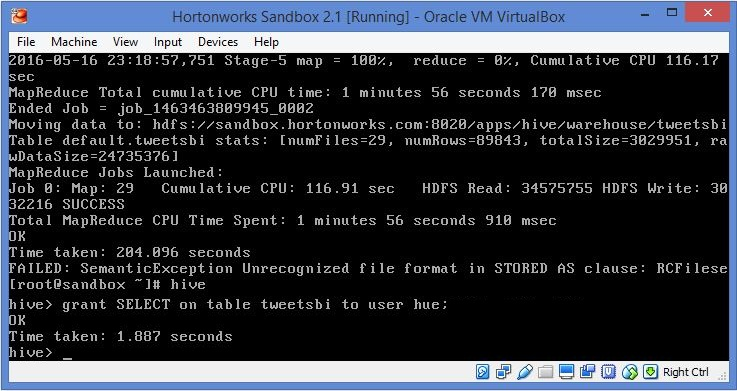 Hortonworks Sandbox 2.1 [Running] - Oracle VM VirtualBox
File Machine View Input Devices Help
2016-05-16 23:18:57,751 Stage-5 map = 100%,  reduce = 0%, Cumulative CPU 116.17
sec
MapReduce Total cumulative CPU time: 1 minutes 56 seconds 170 msec
Ended Job = job_1463463809945_0002
Moving data to: hdfs://sandbox.hortonworks.com:8020/apps/hive/warehouse/tweetsbi
Table default.tweetsbi stats: [numFiles=29, numRows=89843, totalSize=3029951, ra
wDataSize=24735376]
MapReduce Jobs Launched:
Job 0: Map: 29   Cumulative CPU: 116.91 sec   HDFS Read: 34575755 HDFS Write: 30
32216 SUCCESS
Total MapReduce CPU Time Spent: 1 minutes 56 seconds 910 msec
OK
Time taken: 204.096 seconds
FAILED: SemanticException Unrecognized file format in STORED AS clause: RCFilese
[root@sandbox ~]# hive
hive> grant SELECT on table tweetsbi to user hue;
OK
Time taken: 1.887 seconds
hive> _
Right Ctrl